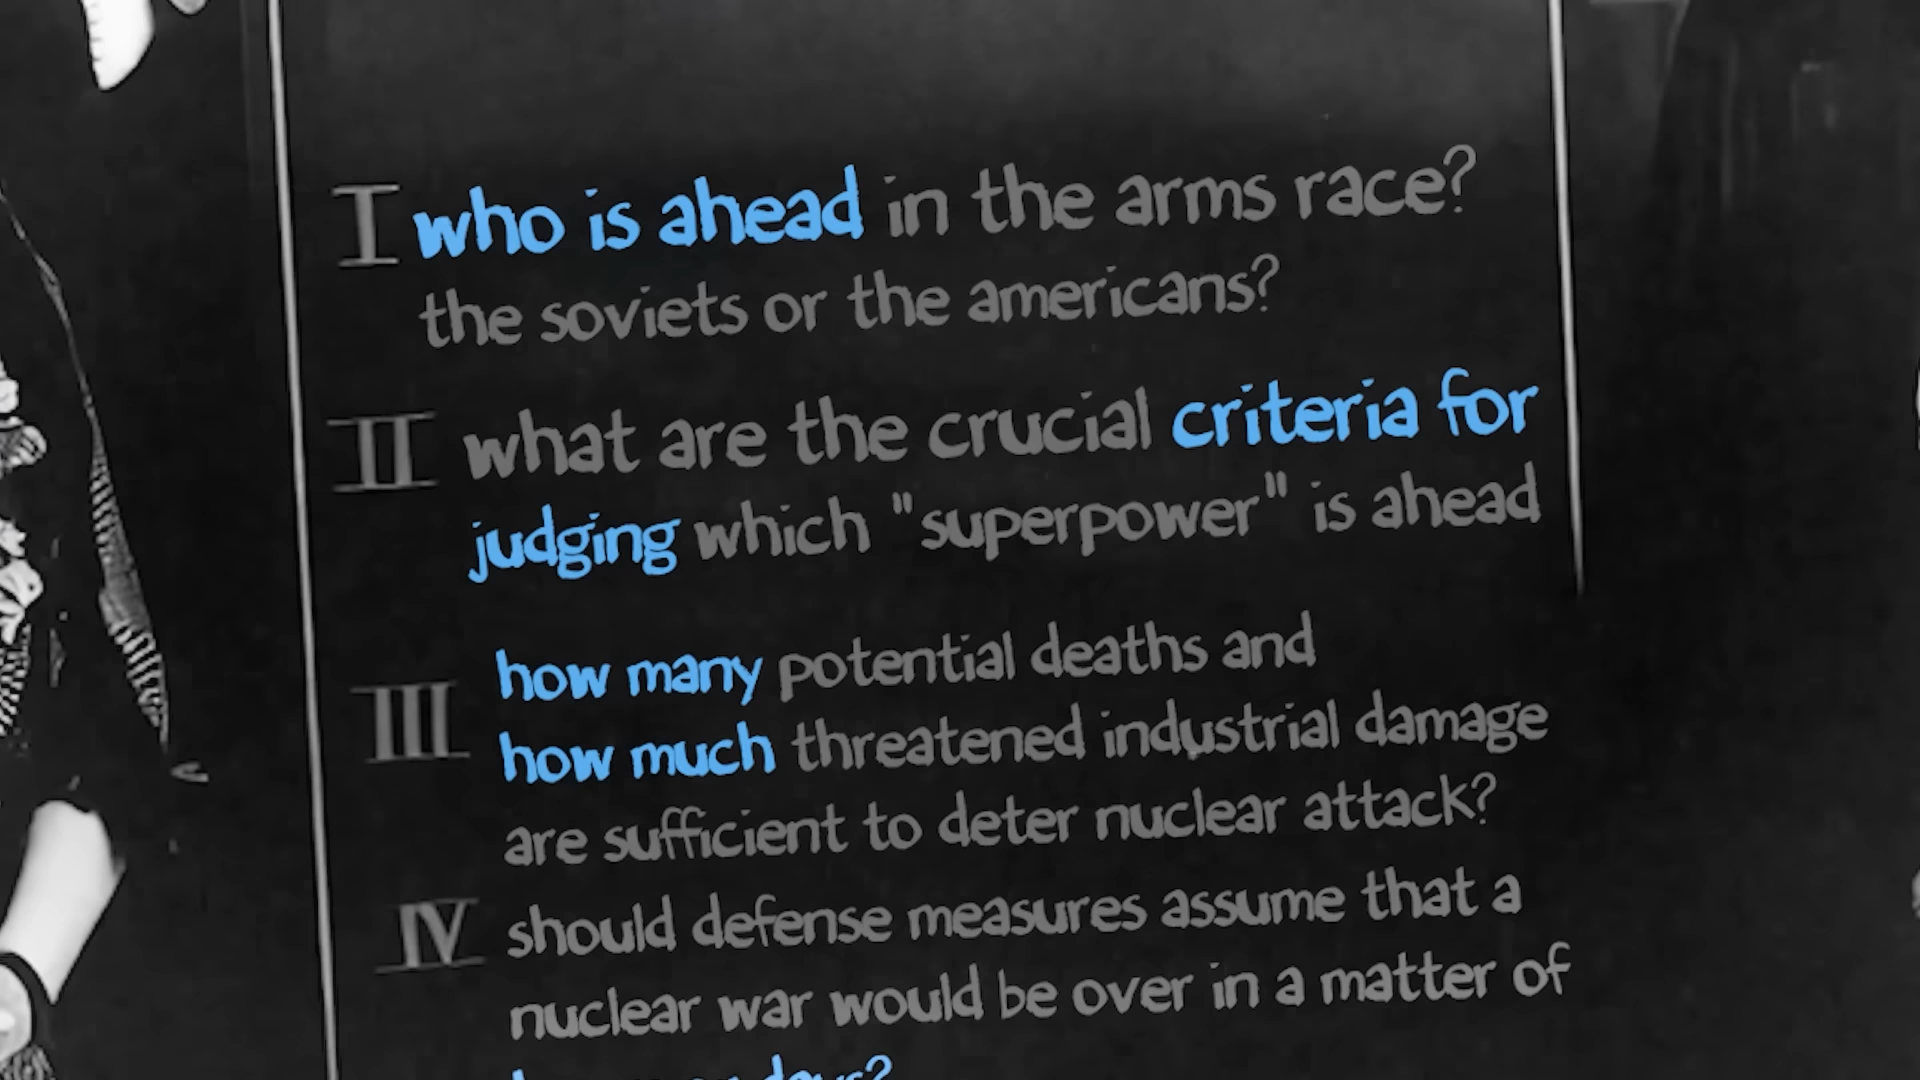 I who is ahead in the arms race?
the soviets or the americans?
II what are the crucial criteria for
judging which "superpower" is ahead
III how many potential deaths and
how much threatened industrial damage
are sufficient to deter nuclear attack?
IV should defense measures assume that a
nuclear war would be over in a matter of
days?